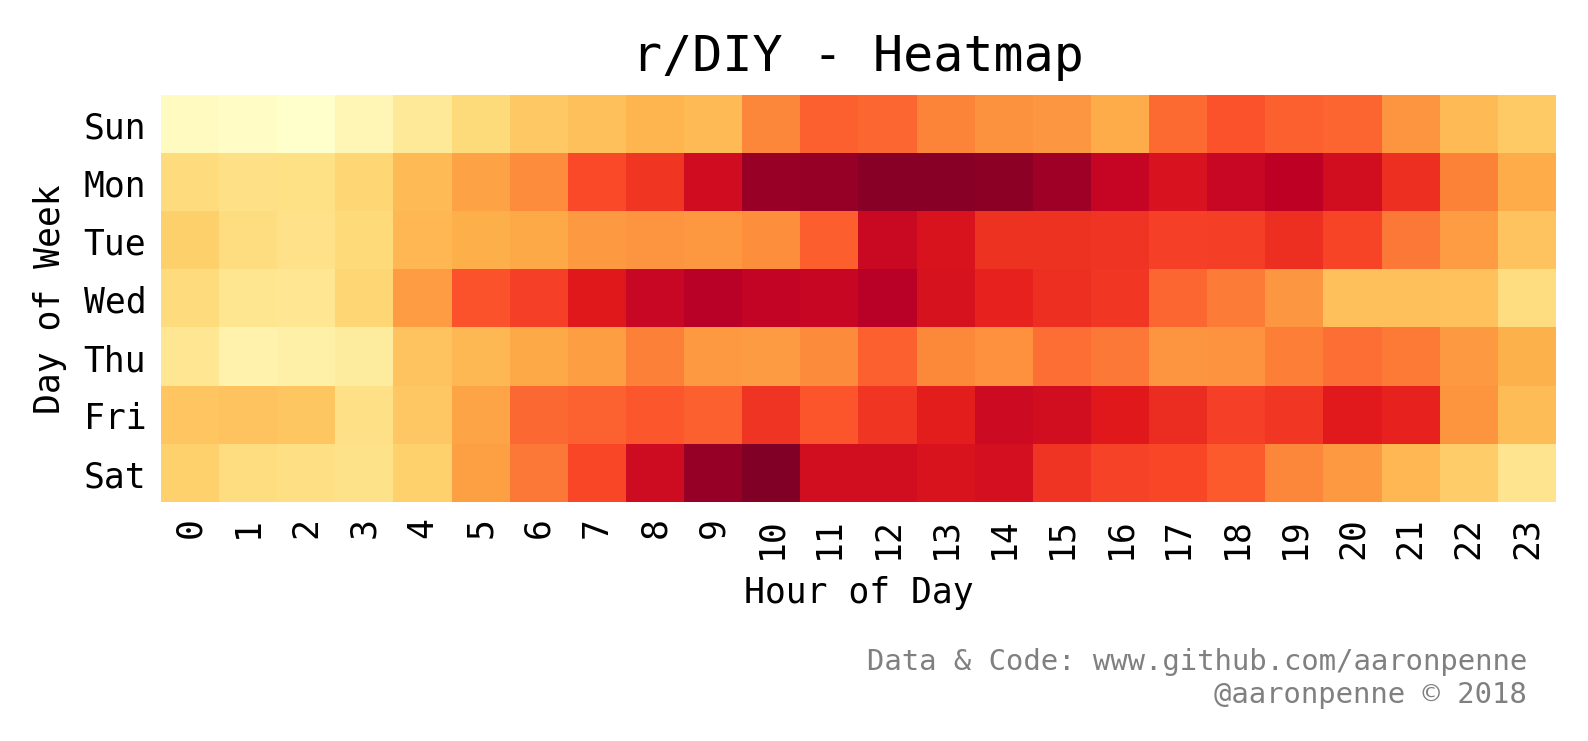 r/DIY - Heatmap
Day of Week
Sun
Mon
Tue
Wed
Thu
Fri
Sat
0 1 2 3 4 5 6 7 8 9 10 11 12 13 14 15 16 17 18 19 20 21 22 23
Hour of Day
Data & Code: www.github.com/aaronpenne
@aaronpenne © 2018